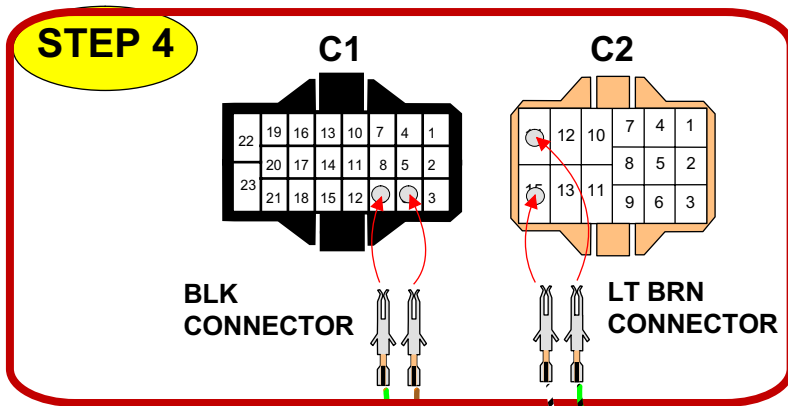 STEP 4
C1
C2
22 19 16 13 10 7 4 1
20 17 14 11 8 5 2
23
21 18 15 12 3
12 10 7 4 1
8 5 2
15 13 11
9 6 3
BLK
CONNECTOR
LT BRN
CONNECTOR